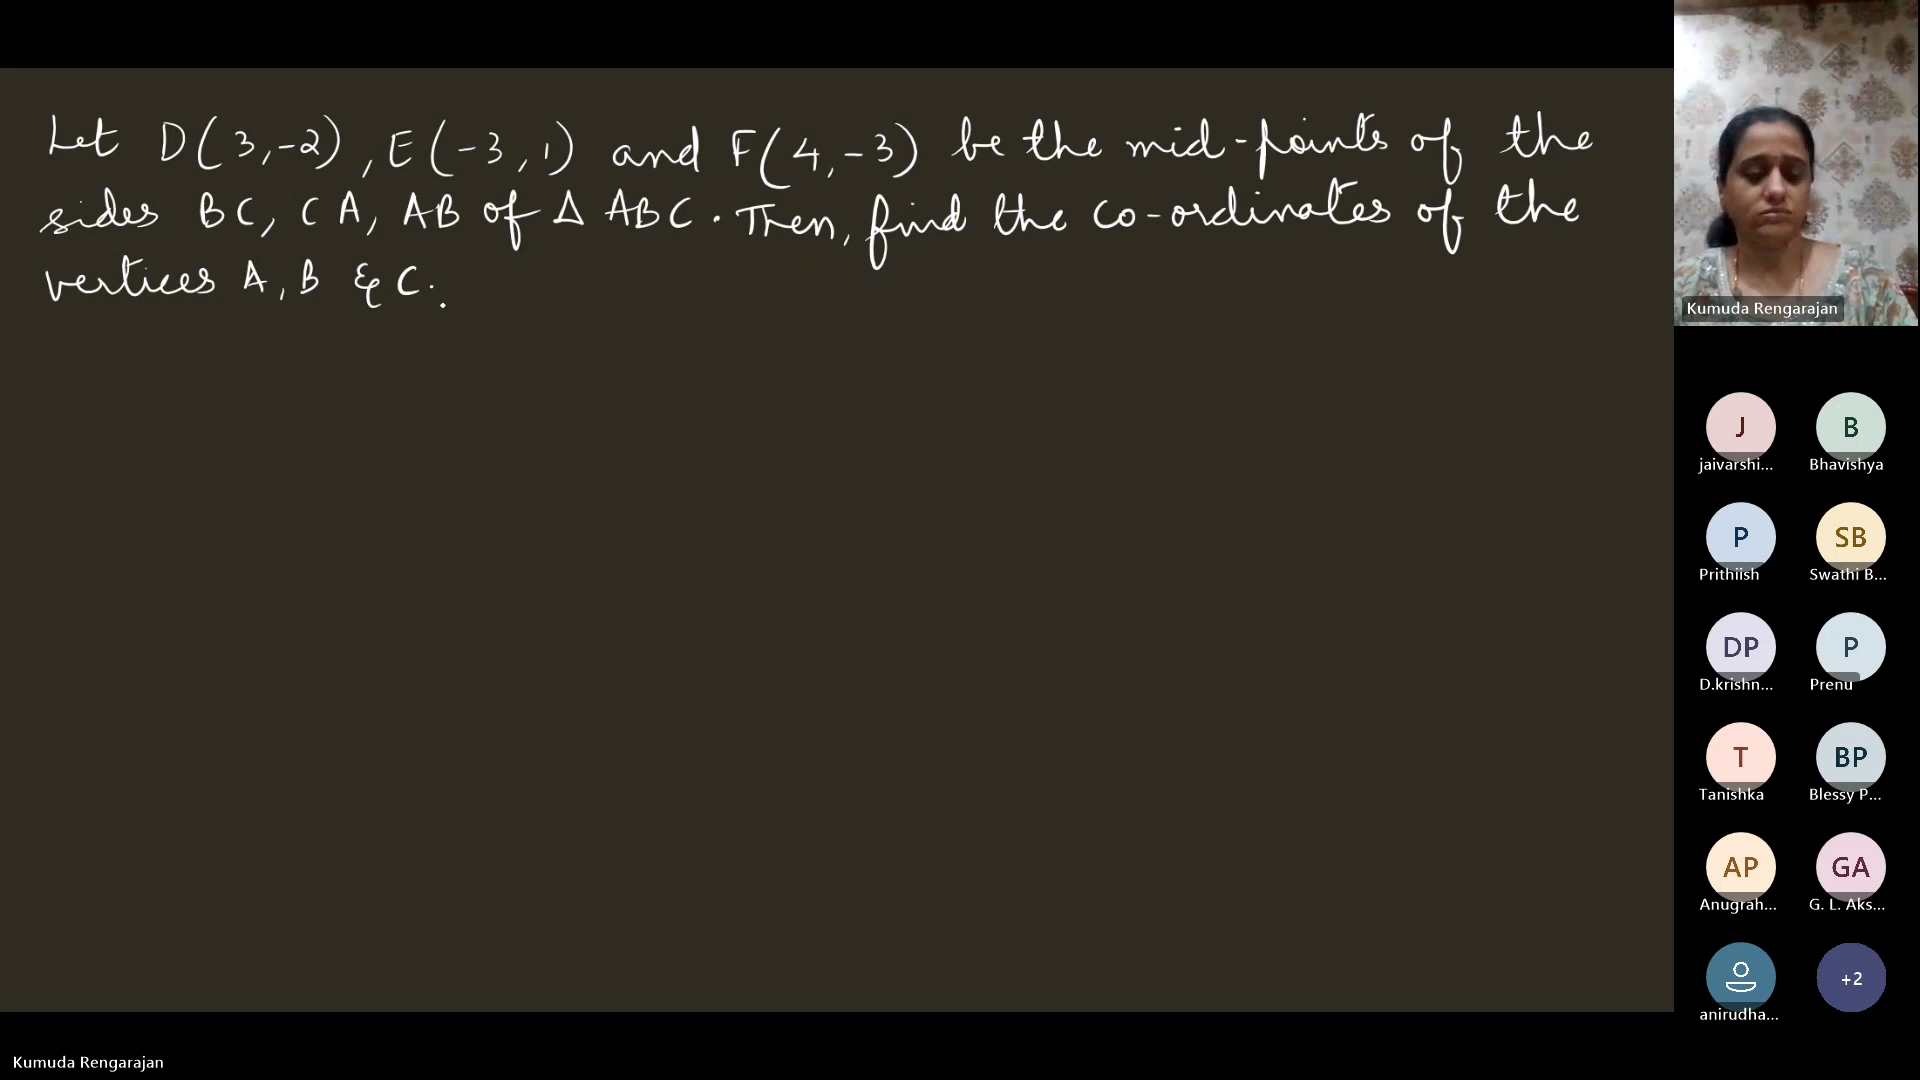 Let D(3,-2), E(-3,1) and F(4,-3) be the mid-points of the
sides BC, CA, AB of Δ ABC. Then, find the co-ordinates of the
vertices A, B & C.
Kumuda Rengarajan
J
B
jaivarshi...
Bhavishya
P
SB
Prithiish
Swathi B...
DP
P
D.krishn...
Prenu
T
BP
Tanishka
Blessy P...
AP
GA
Anugrah...
G. L. Aks...
+2
anirudha...
Kumuda Rengarajan